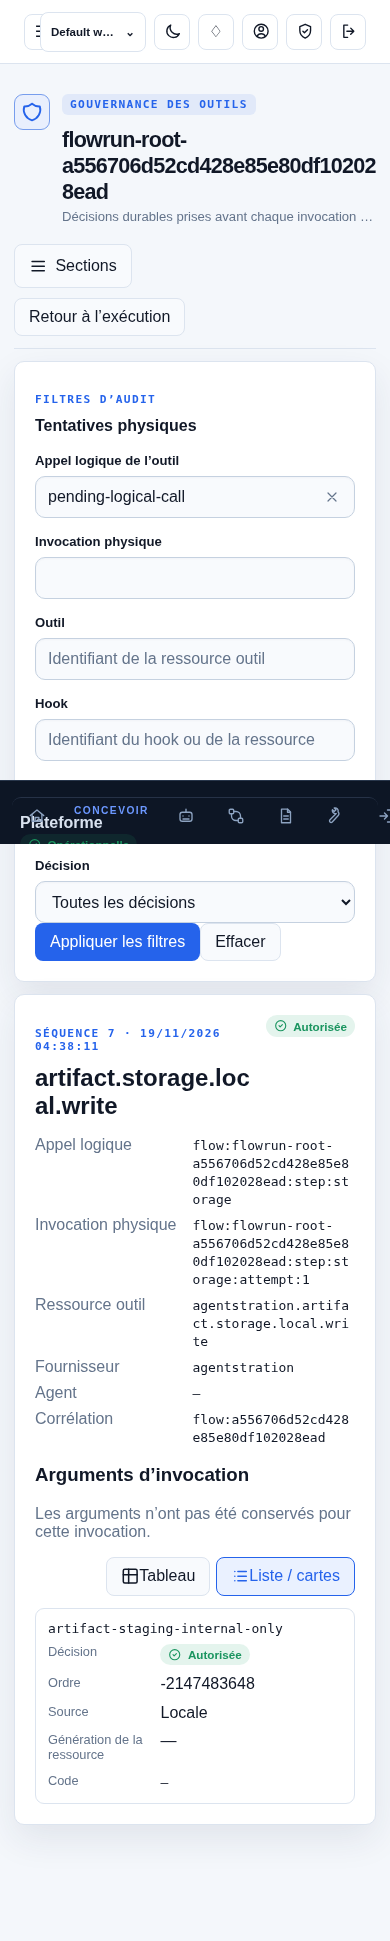 Default w…
GOUVERNANCE DES OUTILS
flowrun-root-
a556706d52cd428e85e80df10202
8ead
Décisions durables prises avant chaque invocation …
Sections
Retour à l’exécution
FILTRES D’AUDIT
Tentatives physiques
Appel logique de l’outil
pending-logical-call
Invocation physique
Outil
Identifiant de la ressource outil
Hook
Identifiant du hook ou de la ressource
CONCEVOIR
Plateforme
Opérationnelle
Décision
Toutes les décisions
Appliquer les filtres
Effacer
SÉQUENCE 7 · 19/11/2026
04:38:11
Autorisée
artifact.storage.loc
al.write
Appel logique
flow:flowrun-root-
a556706d52cd428e85e8
0df102028ead:step:st
orage
Invocation physique
flow:flowrun-root-
a556706d52cd428e85e8
0df102028ead:step:st
orage:attempt:1
Ressource outil
agentstration.artifa
ct.storage.local.wri
te
Fournisseur
agentstration
Agent
—
Corrélation
flow:a556706d52cd428
e85e80df102028ead
Arguments d’invocation
Les arguments n’ont pas été conservés pour
cette invocation.
Tableau
Liste / cartes
artifact-staging-internal-only
Décision
Autorisée
Ordre
-2147483648
Source
Locale
Génération de la
ressource
—
Code
—